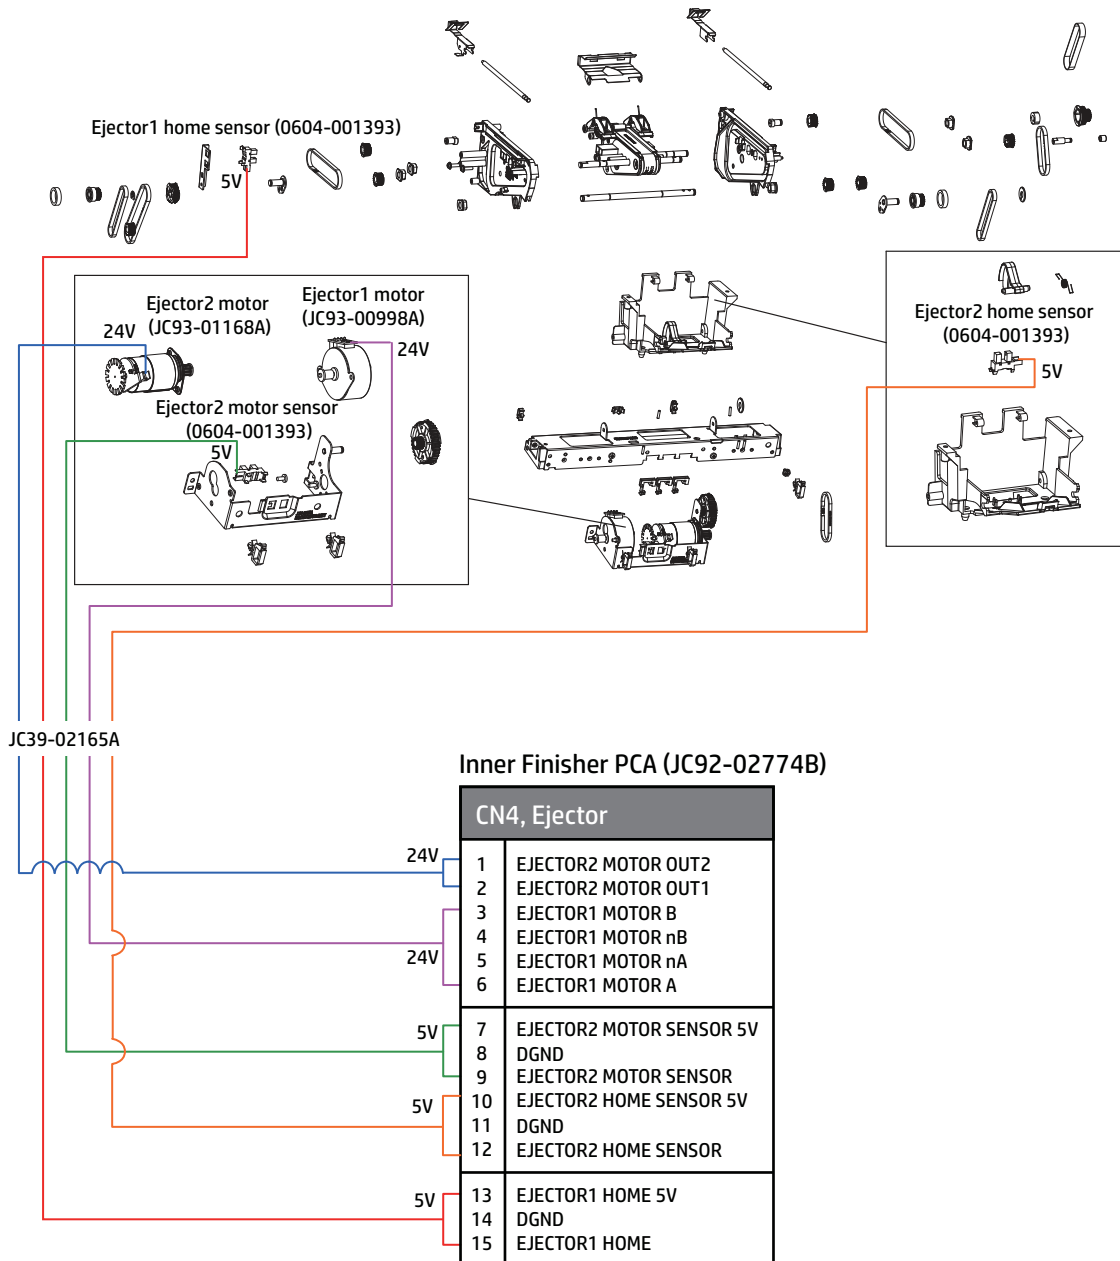 Ejector1 home sensor (0604-001393)
5V
Ejector2 motor
(JC93-01168A)
24V
Ejector1 motor
(JC93-00998A)
24V
Ejector2 motor sensor
(0604-001393)
5V
Ejector2 home sensor
(0604-001393)
5V
JC39-02165A
Inner Finisher PCA (JC92-02774B)
CN4, Ejector
24V
1 EJECTOR2 MOTOR OUT2
2 EJECTOR2 MOTOR OUT1
3 EJECTOR1 MOTOR B
4 EJECTOR1 MOTOR nB
24V
5 EJECTOR1 MOTOR nA
6 EJECTOR1 MOTOR A
5V
7 EJECTOR2 MOTOR SENSOR 5V
8 DGND
9 EJECTOR2 MOTOR SENSOR
5V
10 EJECTOR2 HOME SENSOR 5V
11 DGND
12 EJECTOR2 HOME SENSOR
5V
13 EJECTOR1 HOME 5V
14 DGND
15 EJECTOR1 HOME